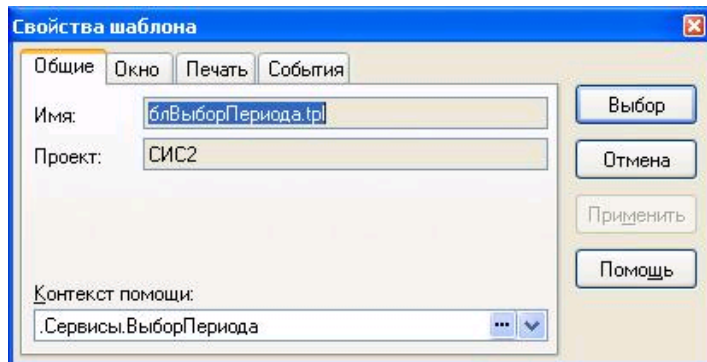 Свойства шаблона
Общие Окно Печать События
Имя: блВыборПериода.tpl
Проект: СИС2
Контекст помощи:
.Сервисы.ВыборПериода ...
Выбор
Отмена
Применить
Помощь